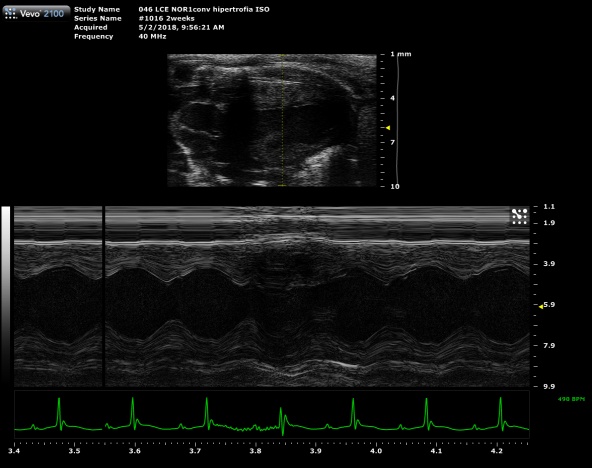 Vevo 2100
Study Name 046 LCE NOR1conv hipertrofia ISO
Series Name #1016 2weeks
Acquired 5/2/2018, 9:56:21 AM
Frequency 40 MHz
1 mm
4
7
10
1.1
1.9
3.9
5.9
7.9
9.9
490 BPM
3.4 3.5 3.6 3.7 3.8 3.9 4.0 4.1 4.2